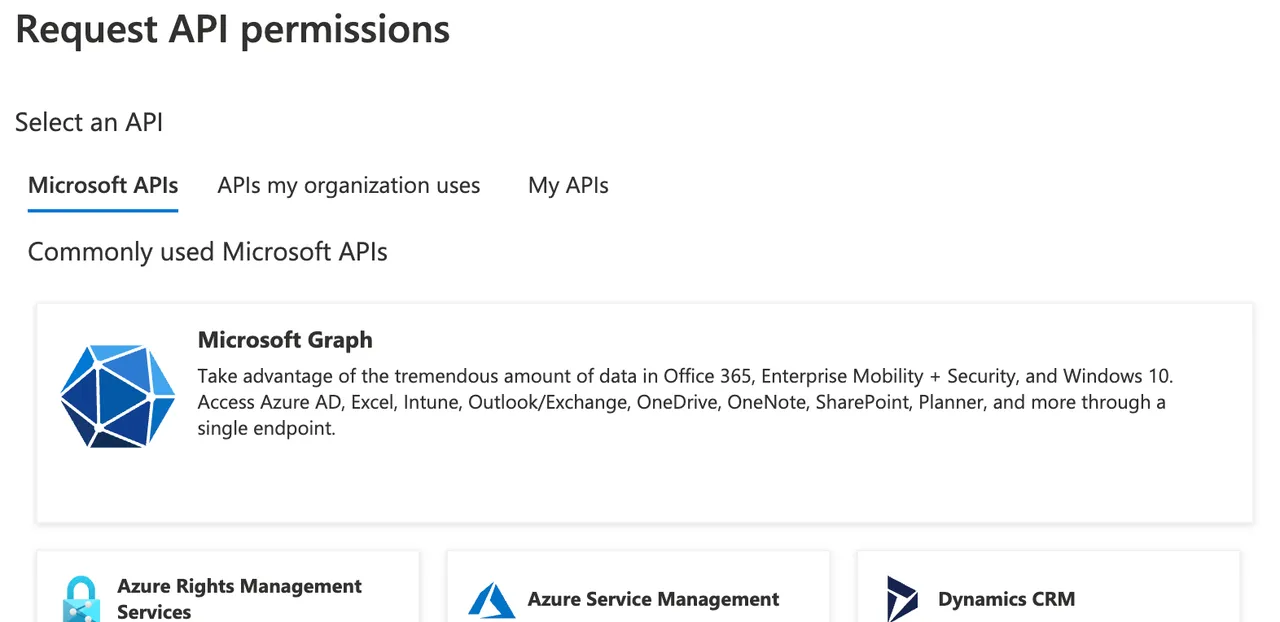 Request API permissions
Select an API
Microsoft APIs
APIs my organization uses
My APIs
Commonly used Microsoft APIs
Microsoft Graph
Take advantage of the tremendous amount of data in Office 365, Enterprise Mobility + Security, and Windows 10.
Access Azure AD, Excel, Intune, Outlook/Exchange, OneDrive, OneNote, SharePoint, Planner, and more through a
single endpoint.
Azure Rights Management
Services
Azure Service Management
Dynamics CRM